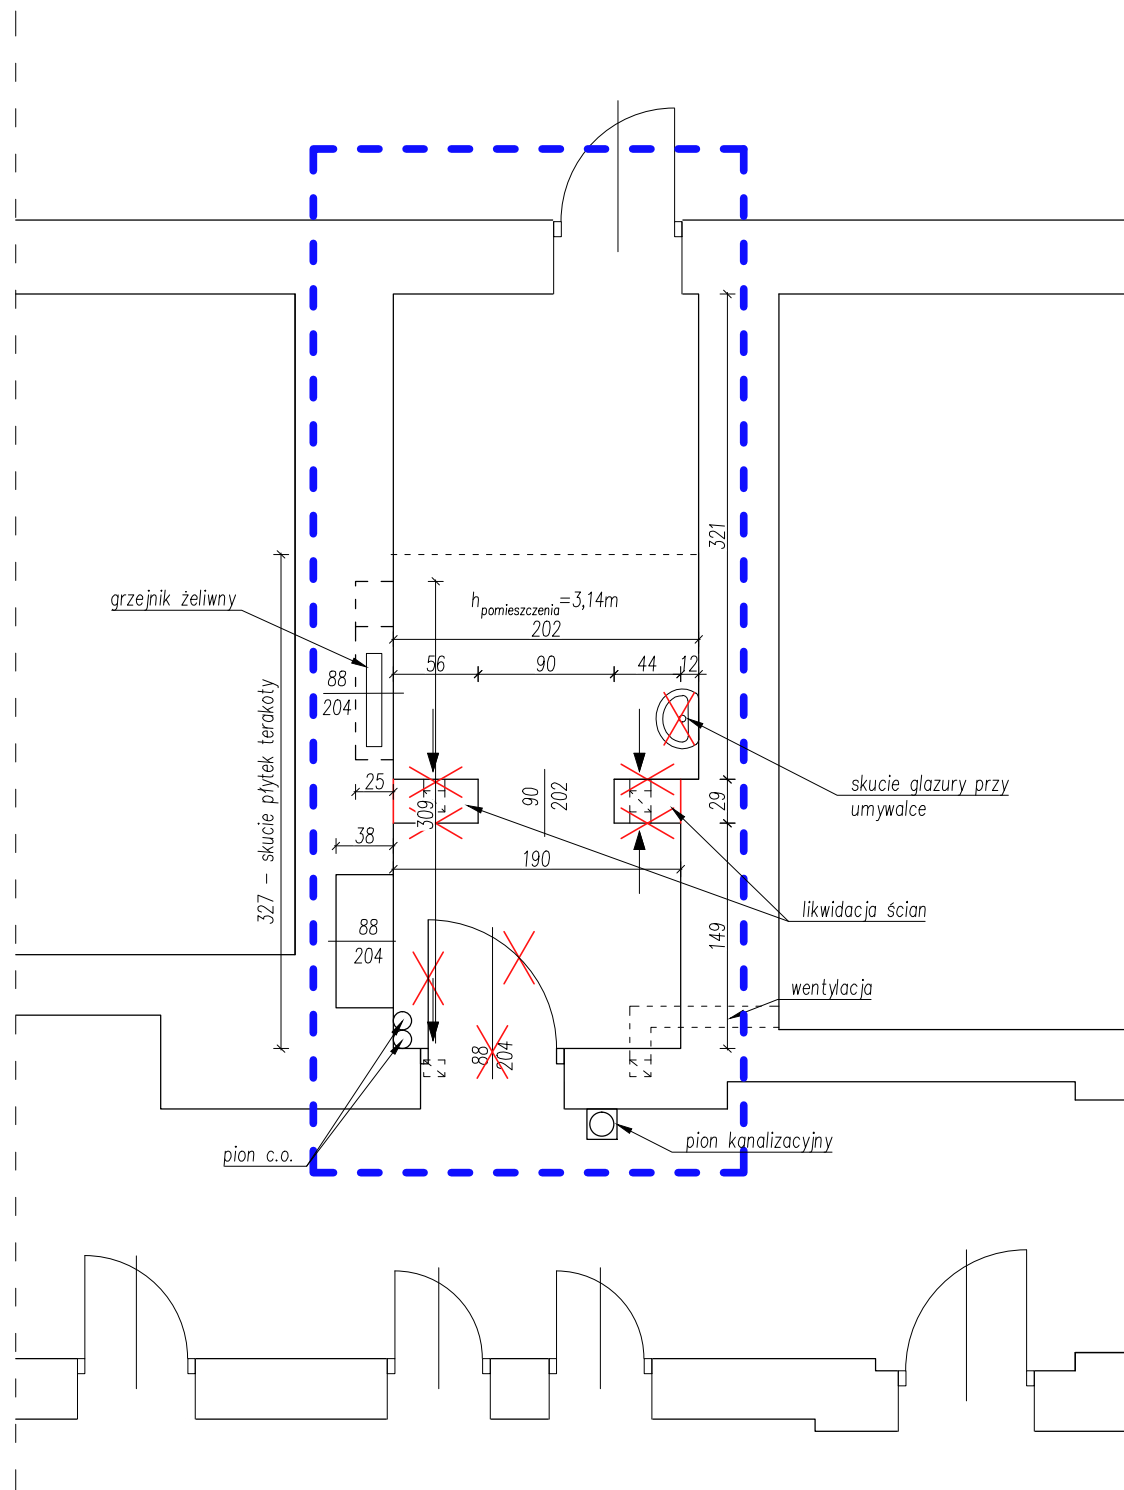 321
grzejnik żeliwny
h pomieszczenia =3,14m
202
56 90 44 12
88
204
327 – skucie płytek terakoty
25
309
90
202
29
skucie glazury przy
umywalce
38
190
88
204
149
likwidacja ścian
wentylacja
88
204
pion c.o.
pion kanalizacyjny